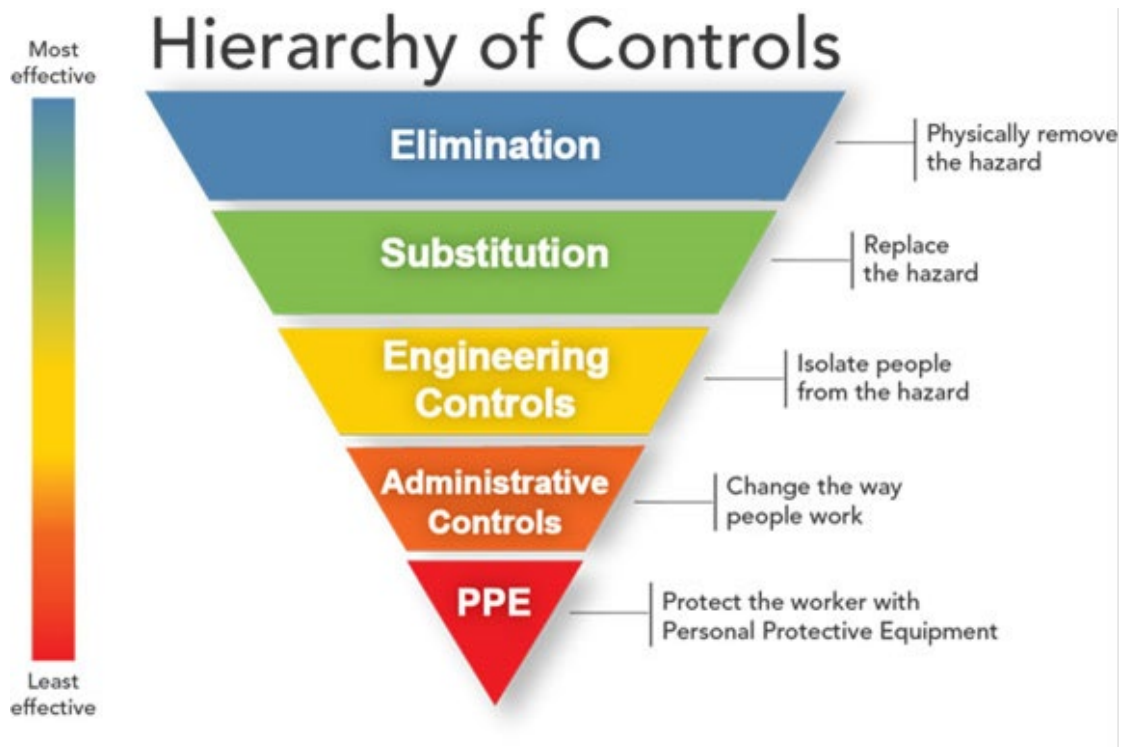 Hierarchy of Controls
Most
effective
Elimination
Physically remove
the hazard
Substitution
Replace
the hazard
Engineering
Controls
Isolate people
from the hazard
Administrative
Controls
Change the way
people work
PPE
Protect the worker with
Personal Protective Equipment
Least
effective